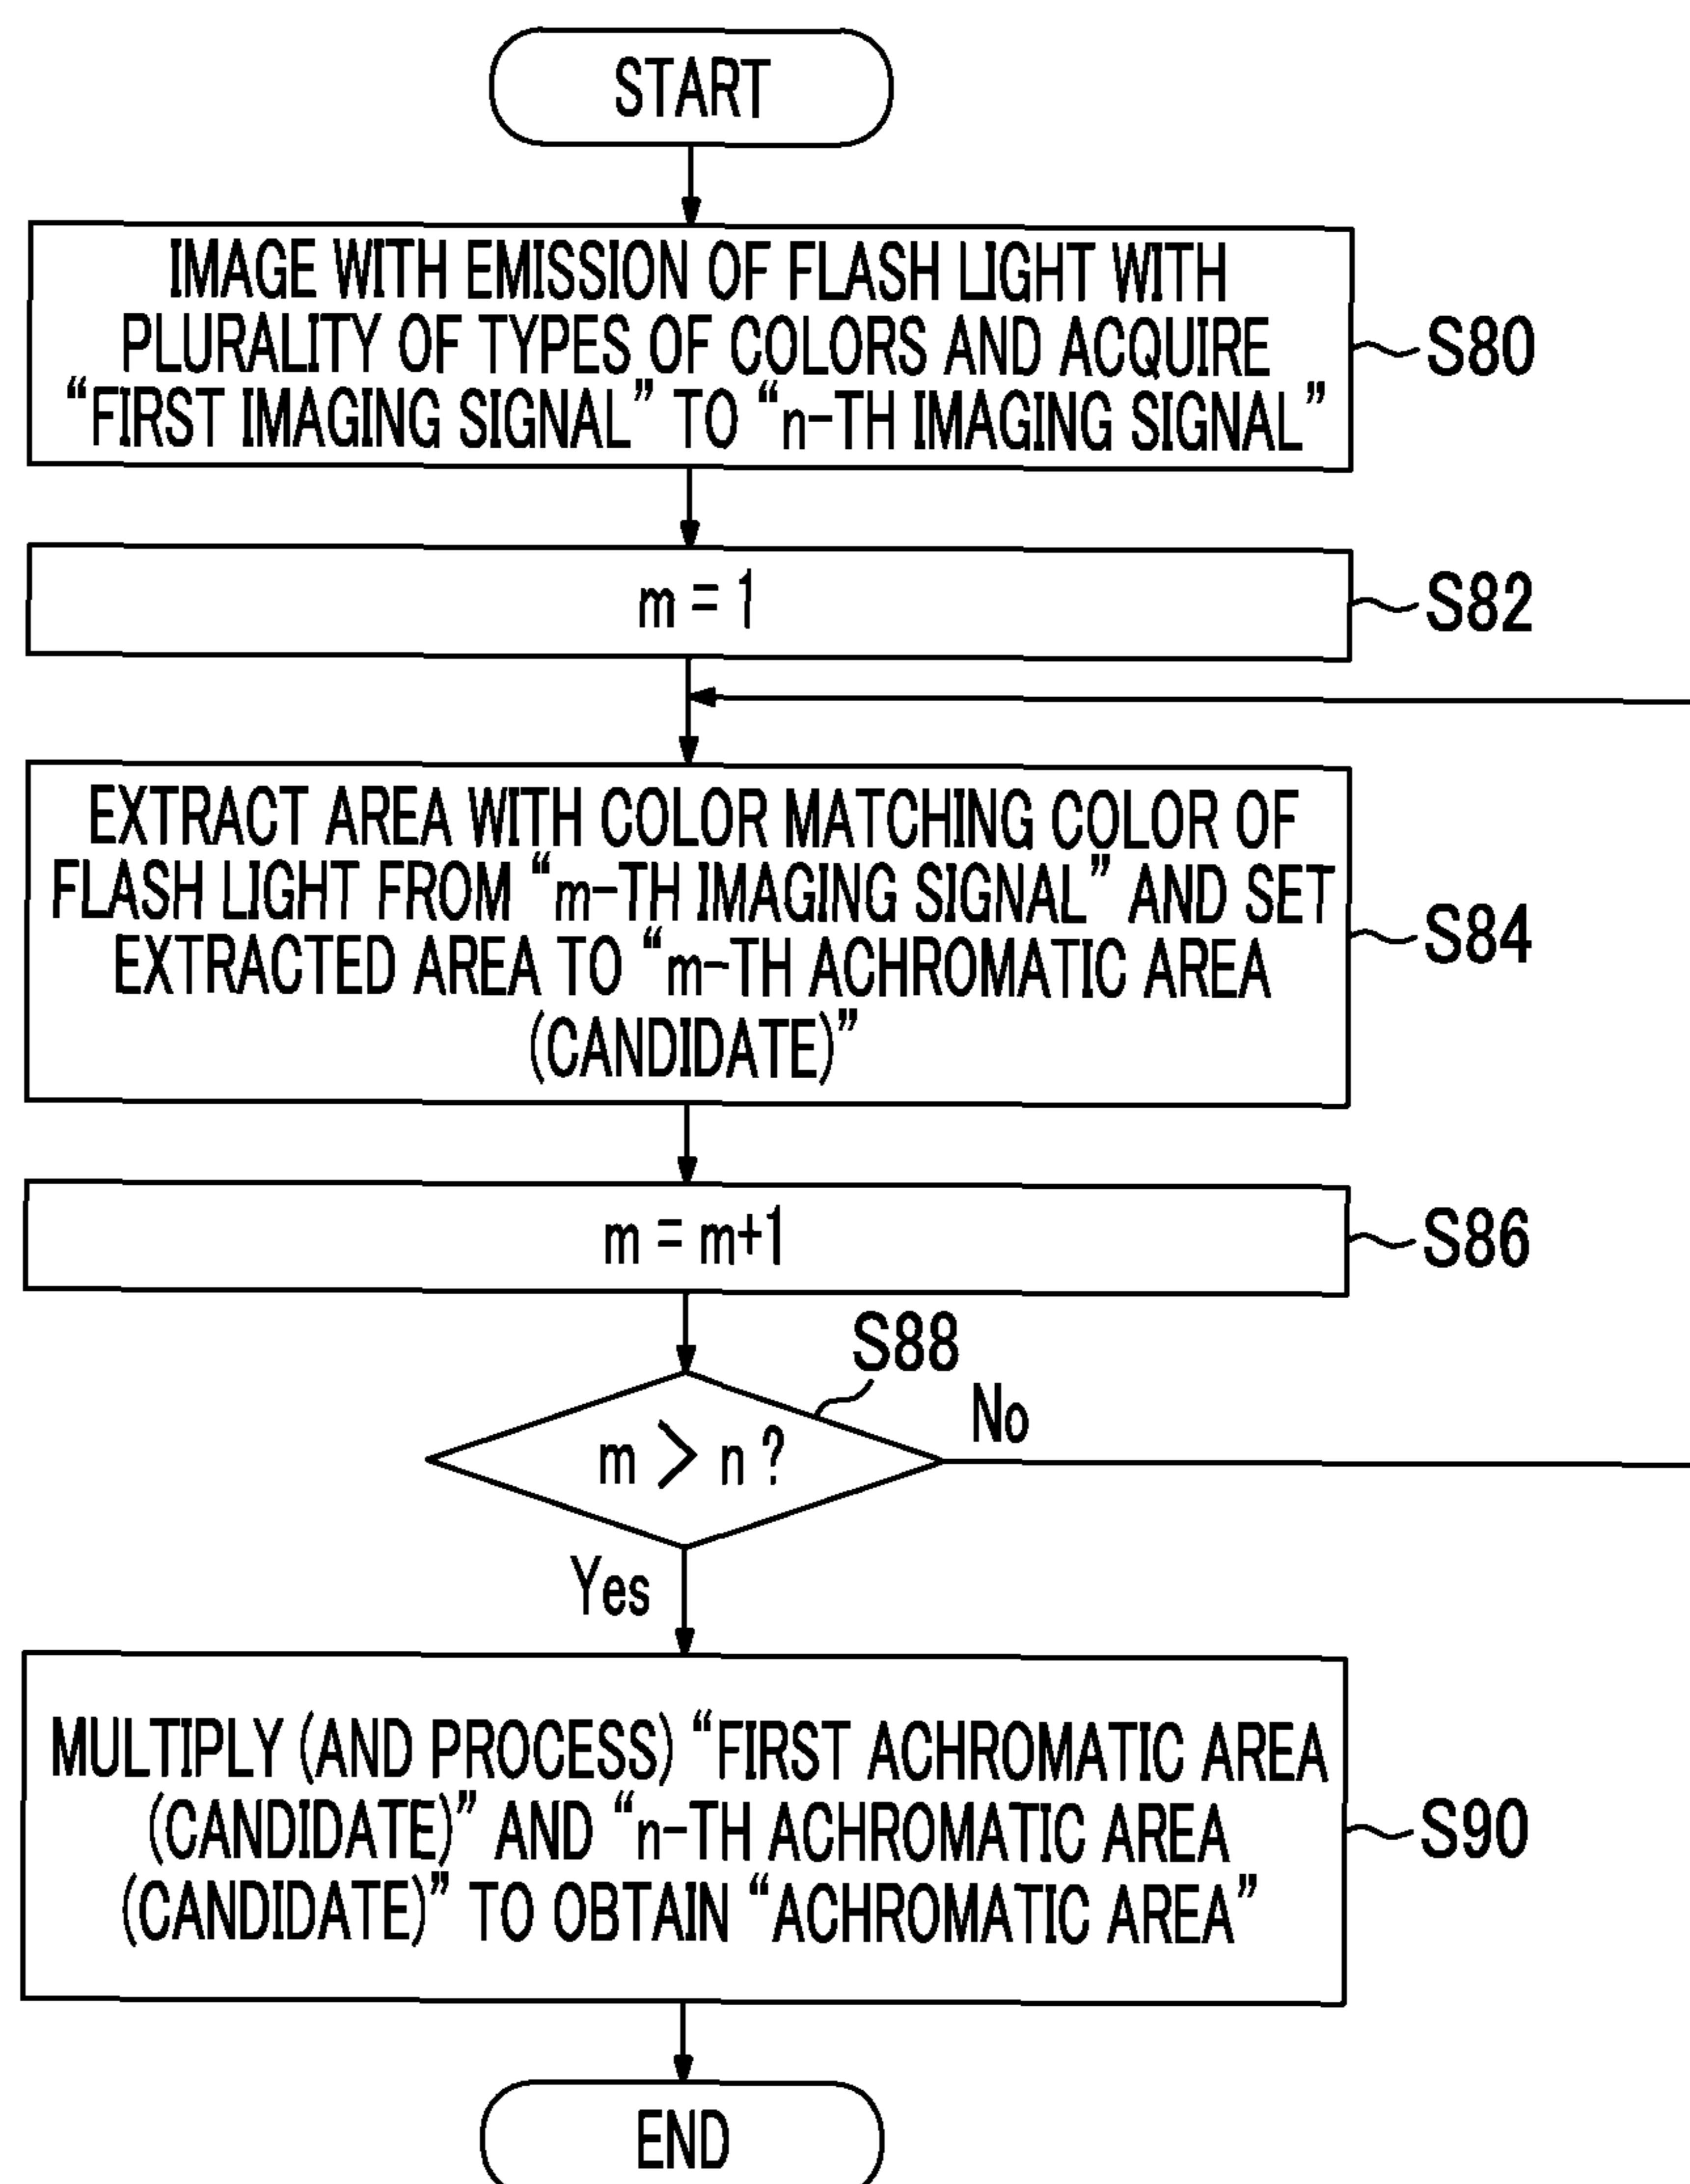 START
IMAGE WITH EMISSION OF FLASH LIGHT WITH
PLURALITY OF TYPES OF COLORS AND ACQUIRE
“FIRST IMAGING SIGNAL” TO “n-TH IMAGING SIGNAL”
S80
m = 1
S82
EXTRACT AREA WITH COLOR MATCHING COLOR OF
FLASH LIGHT FROM “m-TH IMAGING SIGNAL” AND SET
EXTRACTED AREA TO “m-TH ACHROMATIC AREA
(CANDIDATE)”
S84
m = m+1
S86
S88
m > n ?
No
Yes
MULTIPLY (AND PROCESS) “FIRST ACHROMATIC AREA
(CANDIDATE)” AND “n-TH ACHROMATIC AREA
(CANDIDATE)” TO OBTAIN “ACHROMATIC AREA”
S90
END